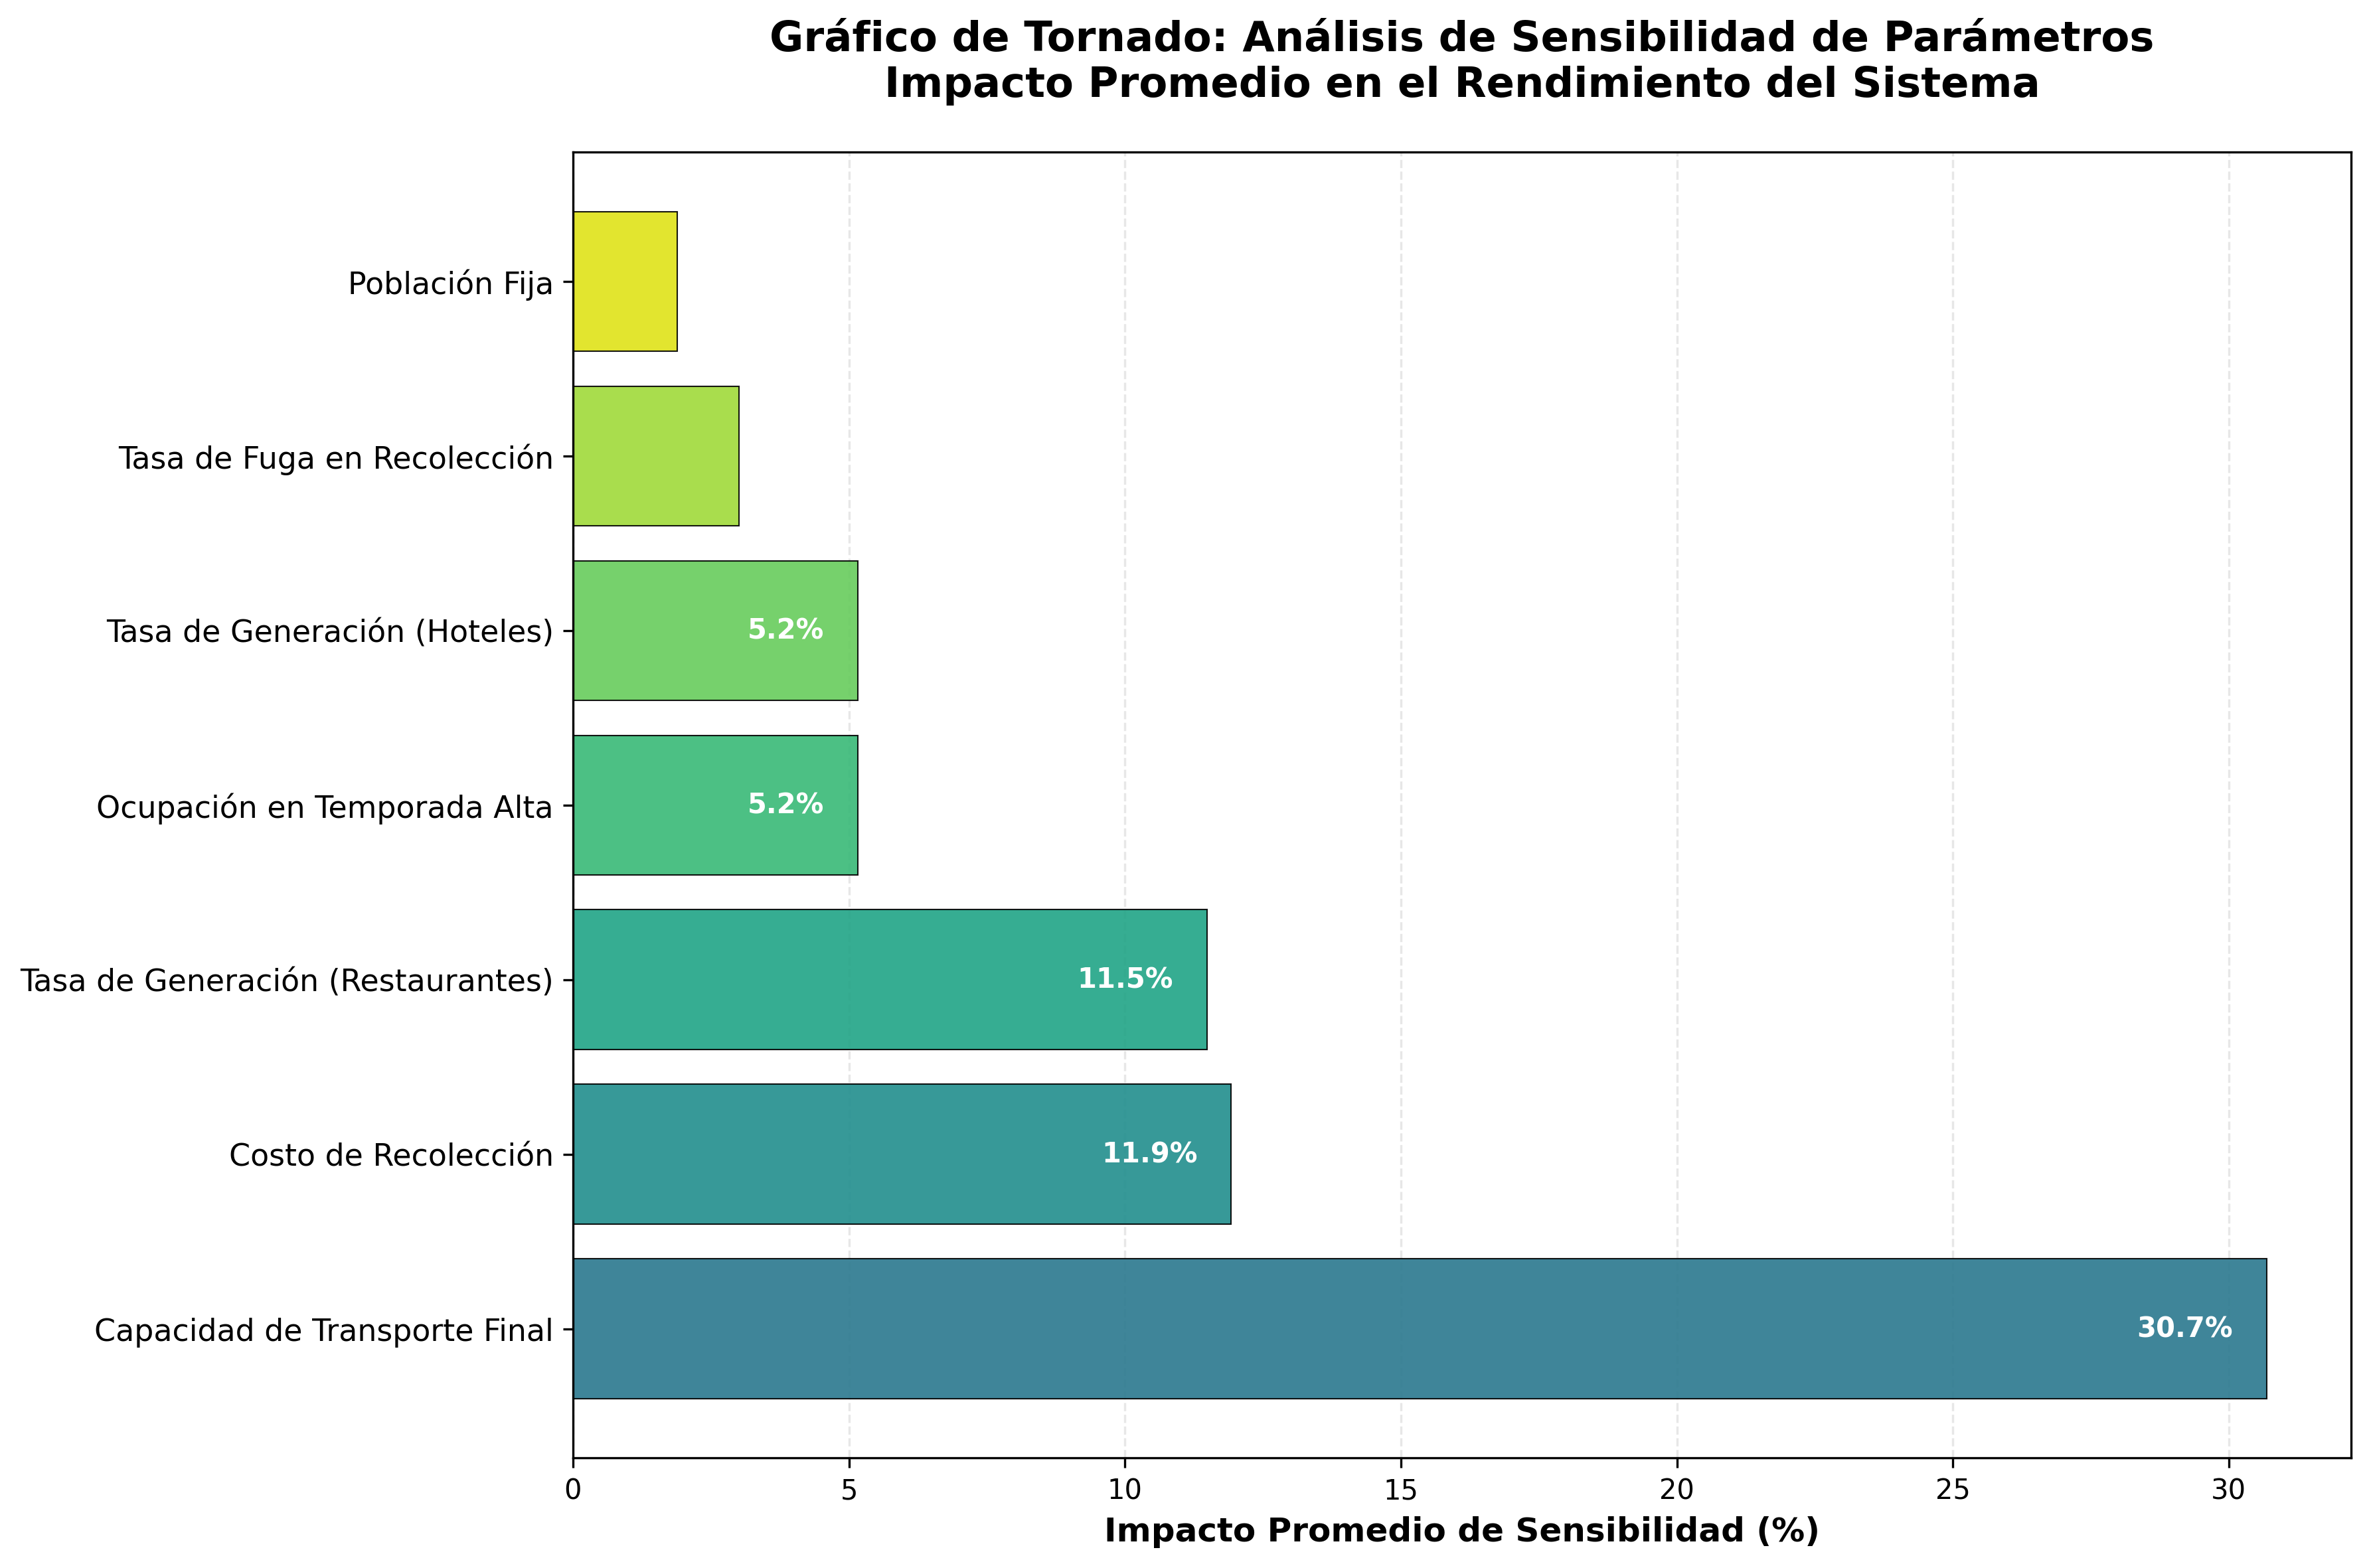 Gráfico de Tornado: Análisis de Sensibilidad de Parámetros
Impacto Promedio en el Rendimiento del Sistema
Población Fija
Tasa de Fuga en Recolección
Tasa de Generación (Hoteles)
5.2%
Ocupación en Temporada Alta
5.2%
Tasa de Generación (Restaurantes)
11.5%
Costo de Recolección
11.9%
Capacidad de Transporte Final
30.7%
0 5 10 15 20 25 30
Impacto Promedio de Sensibilidad (%)